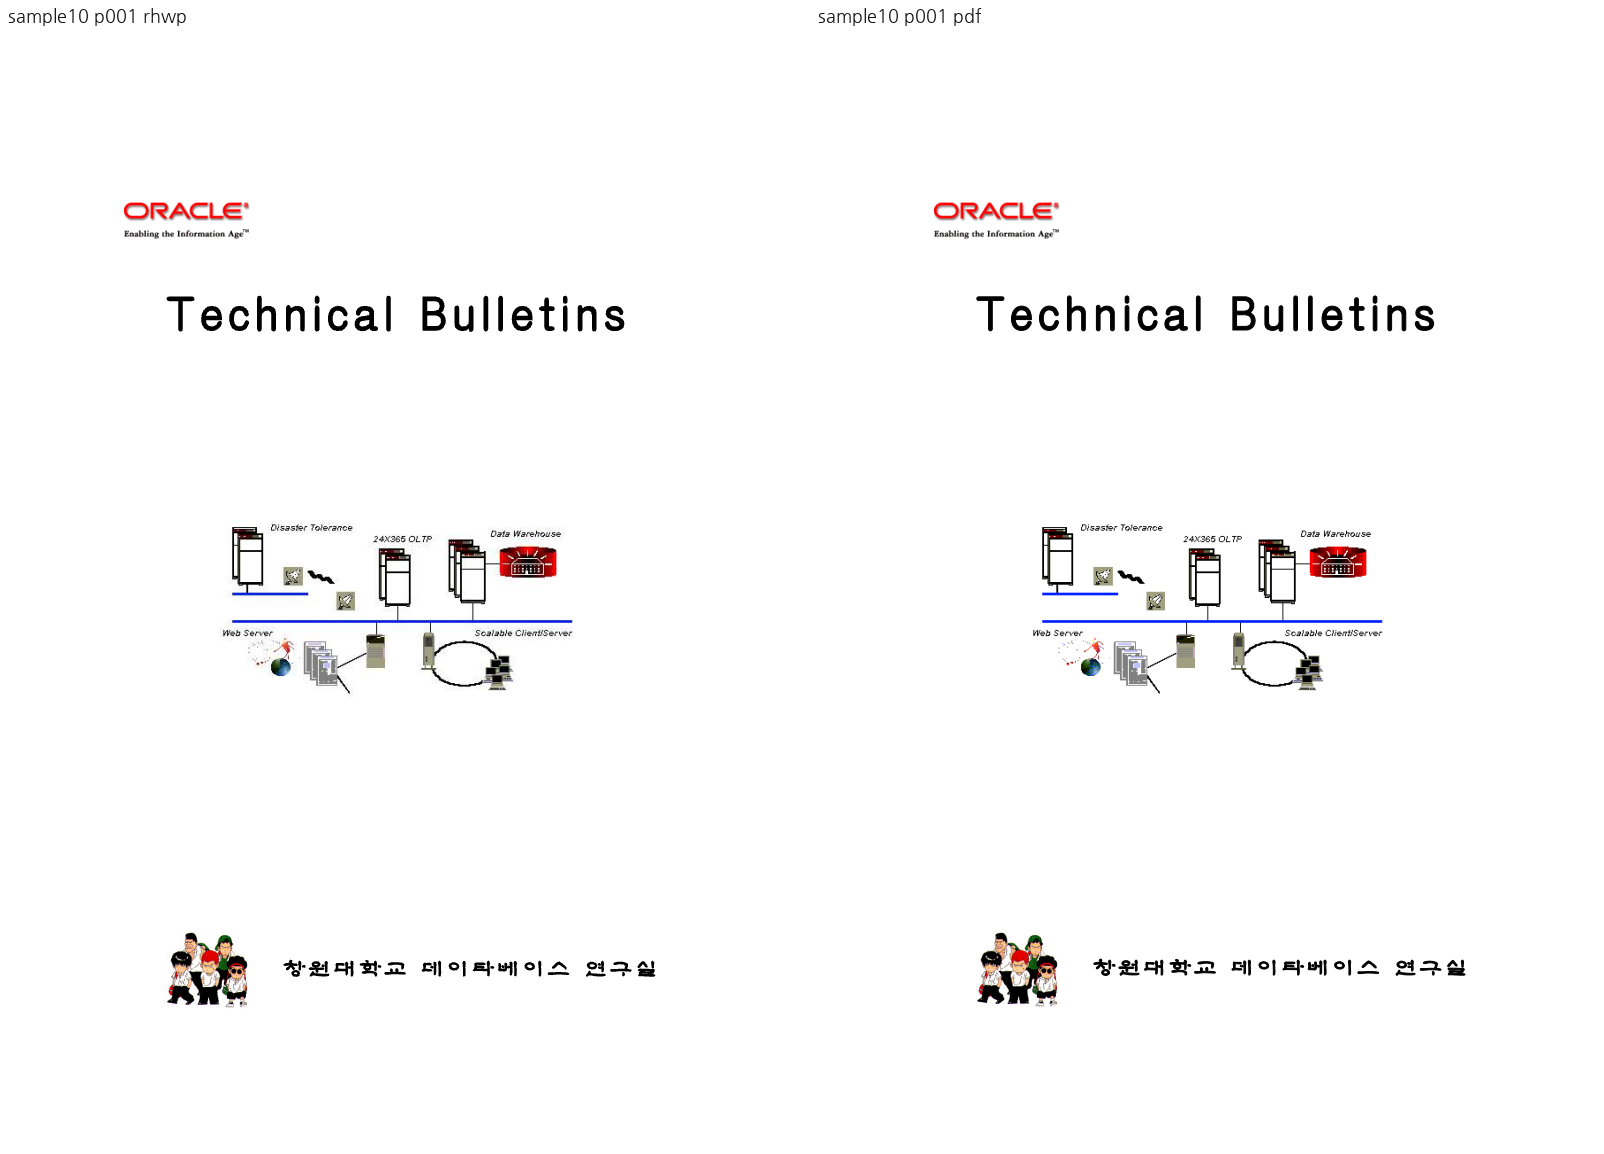 sample10 p001 rhwp
sample10 p001 pdf
ORACLE®
Enabling the Information Age™
Technical Bulletins
Disaster Tolerance
24X365 OLTP
Data Warehouse
Web Server
Scalable Client/Server
창원대학교 데이타베이스 연구실
ORACLE®
Enabling the Information Age™
Technical Bulletins
Disaster Tolerance
24X365 OLTP
Data Warehouse
Web Server
Scalable Client/Server
창원대학교 데이타베이스 연구실